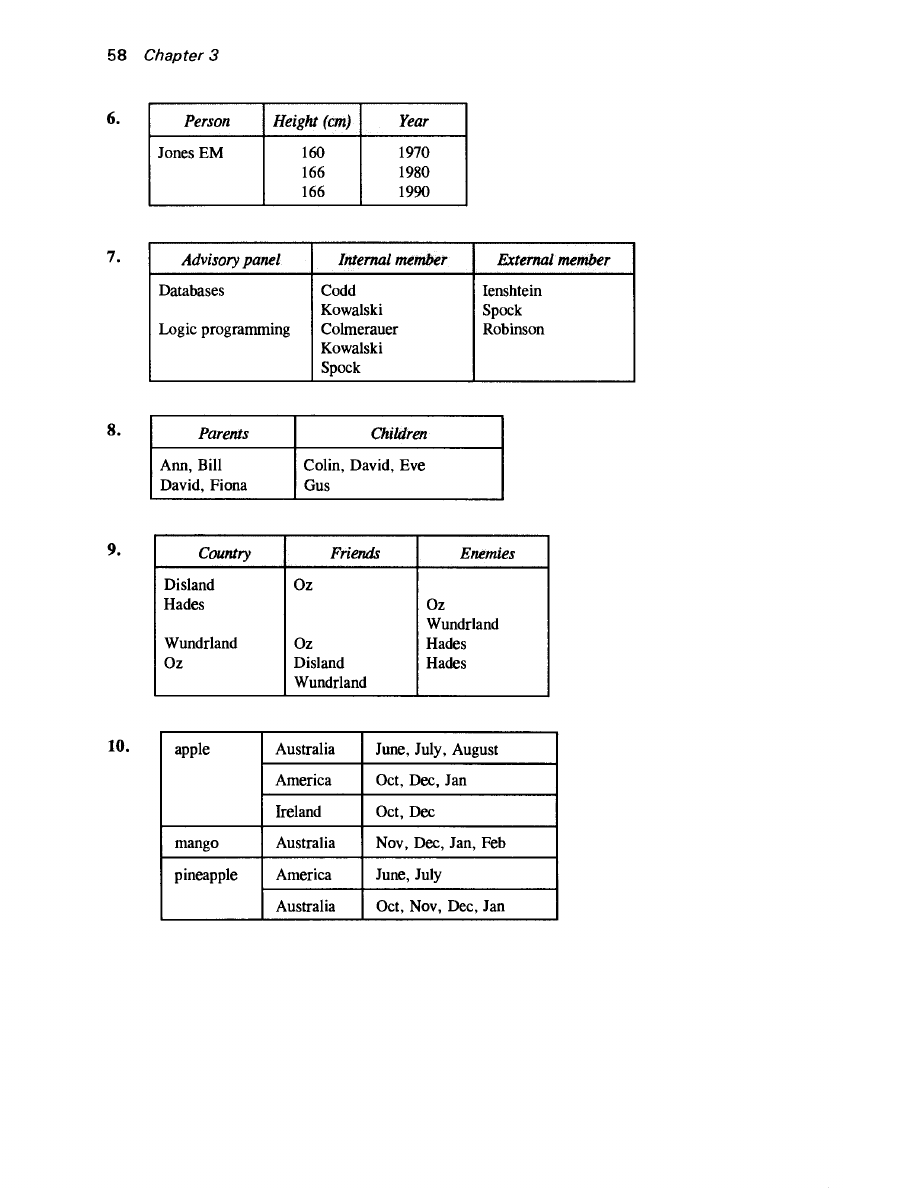 58 Chapter 3
6.
Person Height (cm) Year
Jones EM 160 1970
166 1980
166 1990
7.
Advisory panel Internal member External member
Databases Codd Ienshtein
Kowalski Spock
Logic programming Colmerauer Robinson
Kowalski
Spock
8.
Parents Children
Ann, Bill Colin, David, Eve
David, Fiona Gus
9.
Country Friends Enemies
Disland Oz
Hades Oz
Wundrland
Wundrland Oz Hades
Oz Disland Hades
Wundrland
10.
apple Australia June, July, August
America Oct, Dec, Jan
Ireland Oct, Dec
mango Australia Nov, Dec, Jan, Feb
pineapple America June, July
Australia Oct, Nov, Dec, Jan